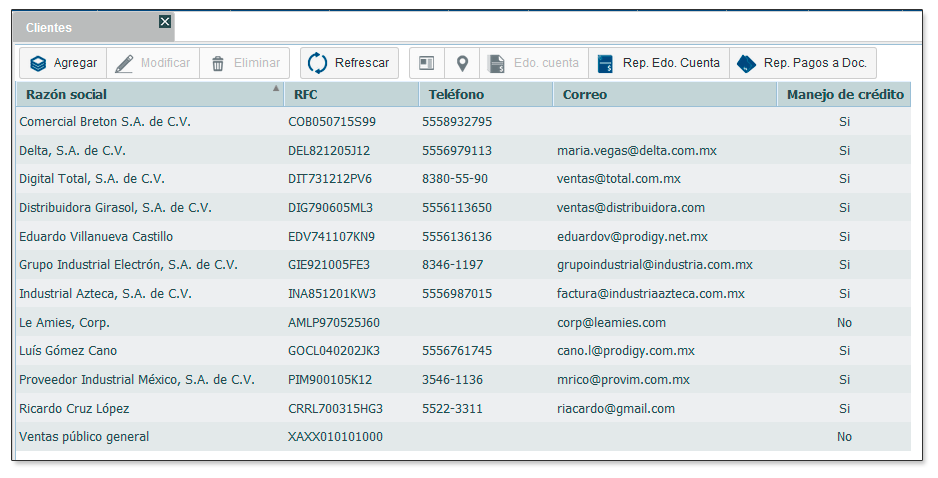 Clientes
Agregar Modificar Eliminar Refrescar Edo. cuenta Rep. Edo. Cuenta Rep. Pagos a Doc.
Razón social RFC Teléfono Correo Manejo de crédito
Comercial Breton S.A. de C.V. COB050715S99 5558932795 Si
Delta, S.A. de C.V. DEL821205J12 5556979113 maria.vegas@delta.com.mx Si
Digital Total, S.A. de C.V. DIT731212PV6 8380-55-90 ventas@total.com.mx Si
Distribuidora Girasol, S.A. de C.V. DIG790605ML3 5556113650 ventas@distribuidora.com Si
Eduardo Villanueva Castillo EDV741107KN9 5556136136 eduardov@prodigy.net.mx Si
Grupo Industrial Electrón, S.A. de C.V. GIE921005FE3 8346-1197 grupoindustrial@industria.com.mx Si
Industrial Azteca, S.A. de C.V. INA851201KW3 5556987015 factura@industriaazteca.com.mx Si
Le Amies, Corp. AMLP970525J60 corp@leamies.com No
Luís Gómez Cano GOCL040202JK3 5556761745 cano.l@prodigy.com.mx Si
Proveedor Industrial México, S.A. de C.V. PIM900105K12 3546-1136 mrico@provim.com.mx Si
Ricardo Cruz López CRRL700315HG3 5522-3311 riacardo@gmail.com Si
Ventas público general XAXX010101000 No